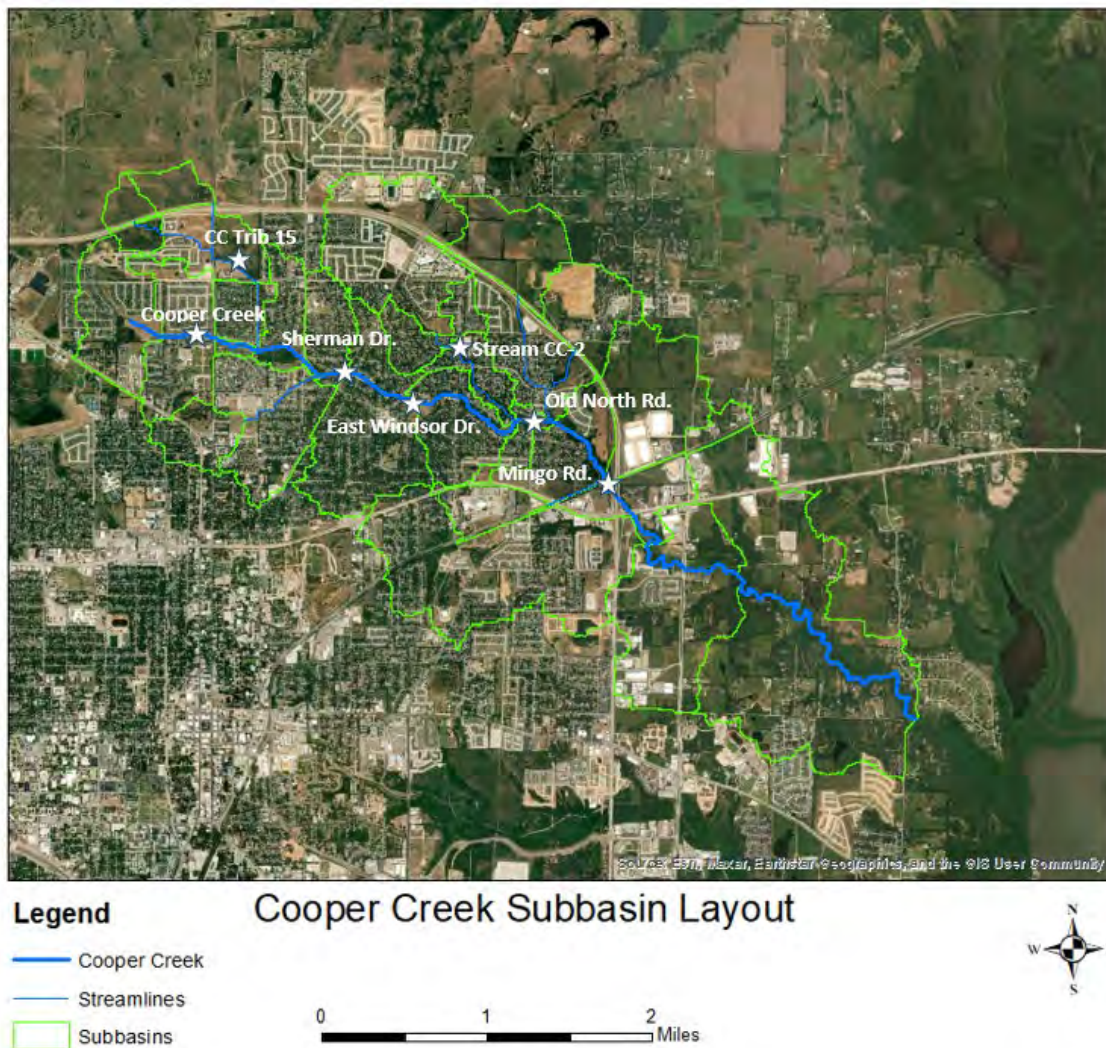 CC Trib 15
Cooper Creek
Sherman Dr.
Stream CC-2
Old North Rd.
East Windsor Dr.
Mingo Rd.
Source: Esri, Maxar, Earthstar Geographics, and the GIS User Community
Legend
Cooper Creek Subbasin Layout
N
W
S
Cooper Creek
Streamlines
Subbasins
0 1 2
Miles